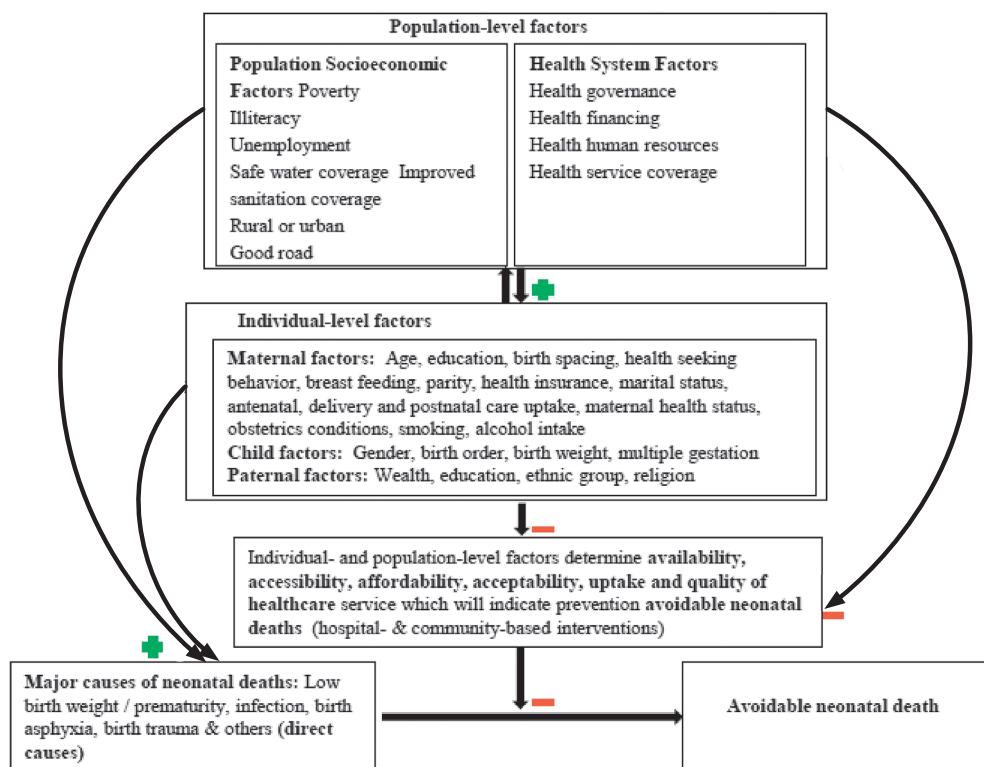 Population-level factors
Population Socioeconomic
Factors Poverty
Illiteracy
Unemployment
Safe water coverage Improved
sanitation coverage
Rural or urban
Good road
Health System Factors
Health governance
Health financing
Health human resources
Health service coverage
Individual-level factors
Maternal factors: Age, education, birth spacing, health seeking
behavior, breast feeding, parity, health insurance, marital status,
antenatal, delivery and postnatal care uptake, maternal health status,
obstetrics conditions, smoking, alcohol intake
Child factors: Gender, birth order, birth weight, multiple gestation
Paternal factors: Wealth, education, ethnic group, religion
Individual- and population-level factors determine availability,
accessibility, affordability, acceptability, uptake and quality of
healthcare service which will indicate prevention avoidable neonatal
deaths (hospital- & community-based interventions)
Major causes of neonatal deaths: Low
birth weight / prematurity, infection, birth
asphyxia, birth trauma & others (direct
causes)
Avoidable neonatal death